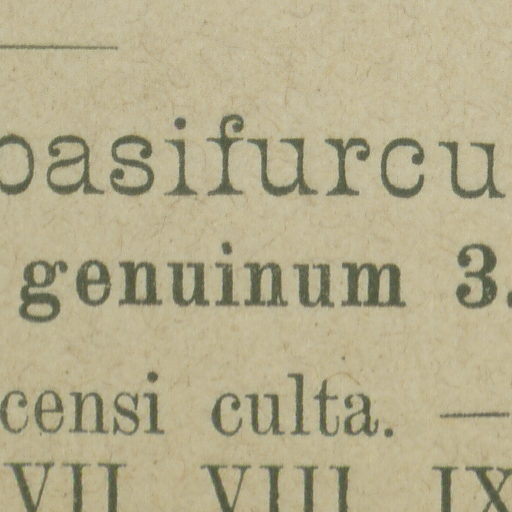 basifurcu
genuinum 3.
censi culta. —
VII VIII IX